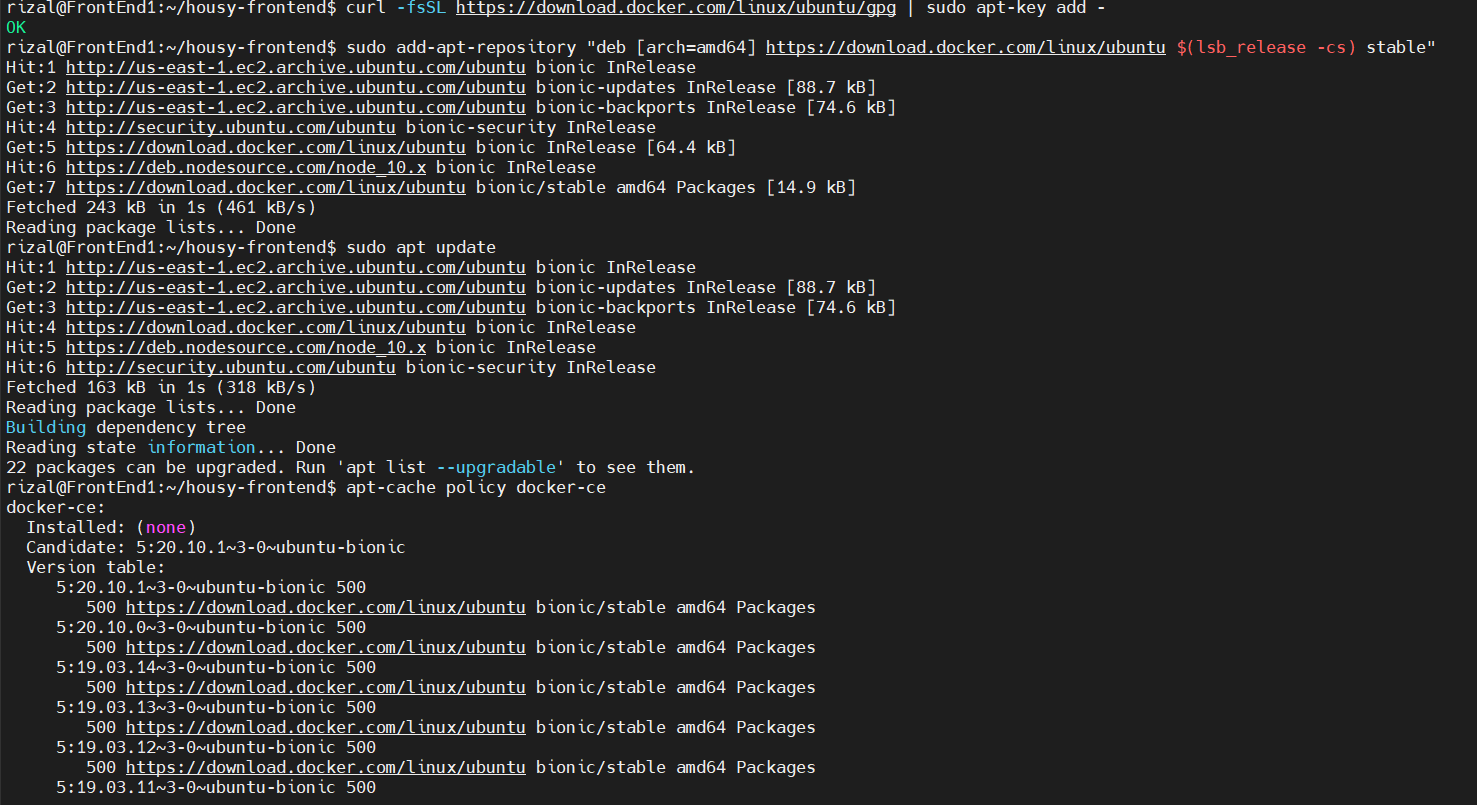 rizal@FrontEnd1:~/housy-frontend$ curl -fsSL https://download.docker.com/linux/ubuntu/gpg | sudo apt-key add -
OK
rizal@FrontEnd1:~/housy-frontend$ sudo add-apt-repository "deb [arch=amd64] https://download.docker.com/linux/ubuntu $(lsb_release -cs) stable"
Hit:1 http://us-east-1.ec2.archive.ubuntu.com/ubuntu bionic InRelease
Get:2 http://us-east-1.ec2.archive.ubuntu.com/ubuntu bionic-updates InRelease [88.7 kB]
Get:3 http://us-east-1.ec2.archive.ubuntu.com/ubuntu bionic-backports InRelease [74.6 kB]
Hit:4 http://security.ubuntu.com/ubuntu bionic-security InRelease
Get:5 https://download.docker.com/linux/ubuntu bionic InRelease [64.4 kB]
Hit:6 https://deb.nodesource.com/node_10.x bionic InRelease
Get:7 https://download.docker.com/linux/ubuntu bionic/stable amd64 Packages [14.9 kB]
Fetched 243 kB in 1s (461 kB/s)
Reading package lists... Done
rizal@FrontEnd1:~/housy-frontend$ sudo apt update
Hit:1 http://us-east-1.ec2.archive.ubuntu.com/ubuntu bionic InRelease
Get:2 http://us-east-1.ec2.archive.ubuntu.com/ubuntu bionic-updates InRelease [88.7 kB]
Get:3 http://us-east-1.ec2.archive.ubuntu.com/ubuntu bionic-backports InRelease [74.6 kB]
Hit:4 https://download.docker.com/linux/ubuntu bionic InRelease
Hit:5 https://deb.nodesource.com/node_10.x bionic InRelease
Hit:6 http://security.ubuntu.com/ubuntu bionic-security InRelease
Fetched 163 kB in 1s (318 kB/s)
Reading package lists... Done
Building dependency tree
Reading state information... Done
22 packages can be upgraded. Run 'apt list --upgradable' to see them.
rizal@FrontEnd1:~/housy-frontend$ apt-cache policy docker-ce
docker-ce:
  Installed: (none)
  Candidate: 5:20.10.1~3-0~ubuntu-bionic
  Version table:
     5:20.10.1~3-0~ubuntu-bionic 500
        500 https://download.docker.com/linux/ubuntu bionic/stable amd64 Packages
     5:20.10.0~3-0~ubuntu-bionic 500
        500 https://download.docker.com/linux/ubuntu bionic/stable amd64 Packages
     5:19.03.14~3-0~ubuntu-bionic 500
        500 https://download.docker.com/linux/ubuntu bionic/stable amd64 Packages
     5:19.03.13~3-0~ubuntu-bionic 500
        500 https://download.docker.com/linux/ubuntu bionic/stable amd64 Packages
     5:19.03.12~3-0~ubuntu-bionic 500
        500 https://download.docker.com/linux/ubuntu bionic/stable amd64 Packages
     5:19.03.11~3-0~ubuntu-bionic 500